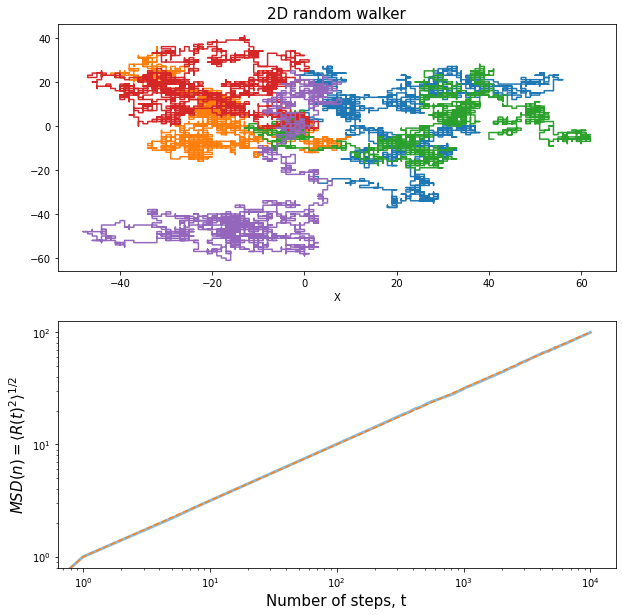 2D random walker
40
20
0
−20
−40
−60
−40 −20 0 20 40 60
X
MSD(n) = ⟨R(t)²⟩^{1/2}
10²
10¹
10⁰
10⁰ 10¹ 10² 10³ 10⁴
Number of steps, t